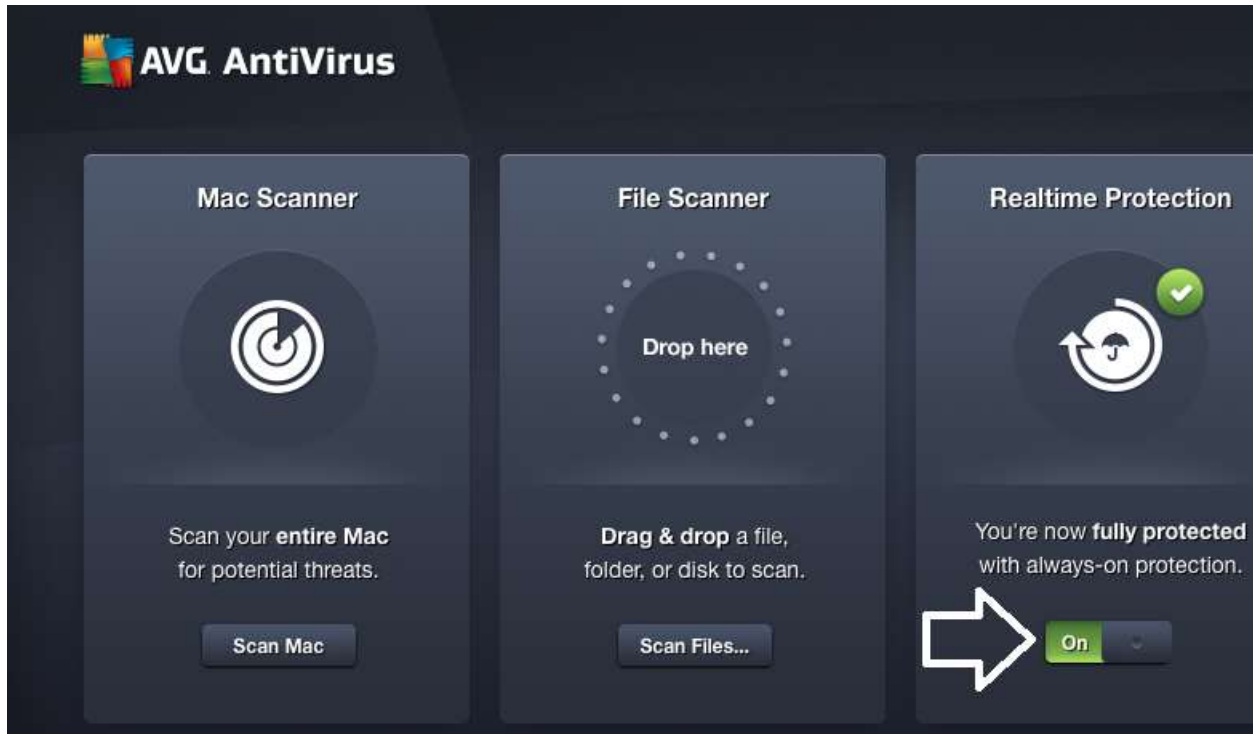 AVG AntiVirus
Mac Scanner
Scan your entire Mac
for potential threats.
Scan Mac
File Scanner
Drop here
Drag & drop a file,
folder, or disk to scan.
Scan Files...
Realtime Protection
You're now fully protected
with always-on protection.
On